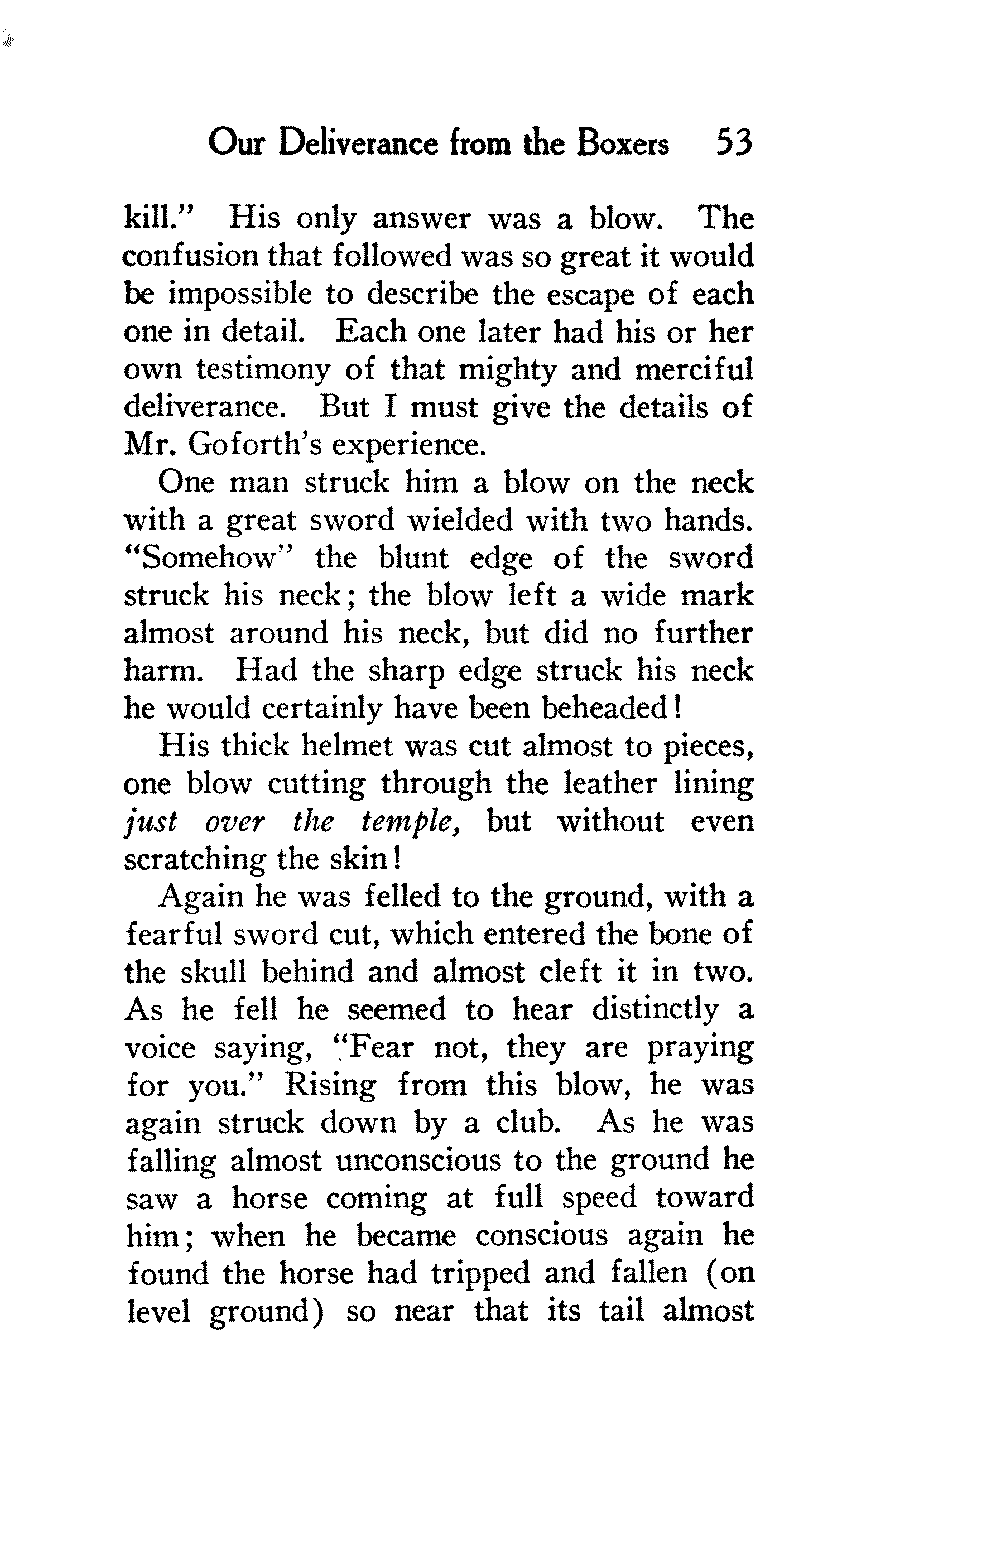 Our Deliverance from the Boxers 53
kill." His only answer was a blow. The
confusion that followed was so great it would
be impossible to describe the escape of each
one in detail. Each one later had his or her
own testimony of that mighty and merciful
deliverance. But I must give the details of
Mr. Goforth's experience.
One man struck him a blow on the neck
with a great sword wielded with two hands.
"Somehow" the blunt edge of the sword
struck his neck; the blow left a wide mark
almost around his neck, but did no further
harm. Had the sharp edge struck his neck
he would certainly have been beheaded!
His thick helmet was cut almost to pieces,
one blow cutting through the leather lining
just over the temple, but without even
scratching the skin!
Again he was felled to the ground, with a
fearful sword cut, which entered the bone of
the skull behind and almost cleft it in two.
As he fell he seemed to hear distinctly a
voice saying, "Fear not, they are praying
for you." Rising from this blow, he was
again struck down by a club. As he was
falling almost unconscious to the ground he
saw a horse coming at full speed toward
him; when he became conscious again he
found the horse had tripped and fallen (on
level ground) so near that its tail almost